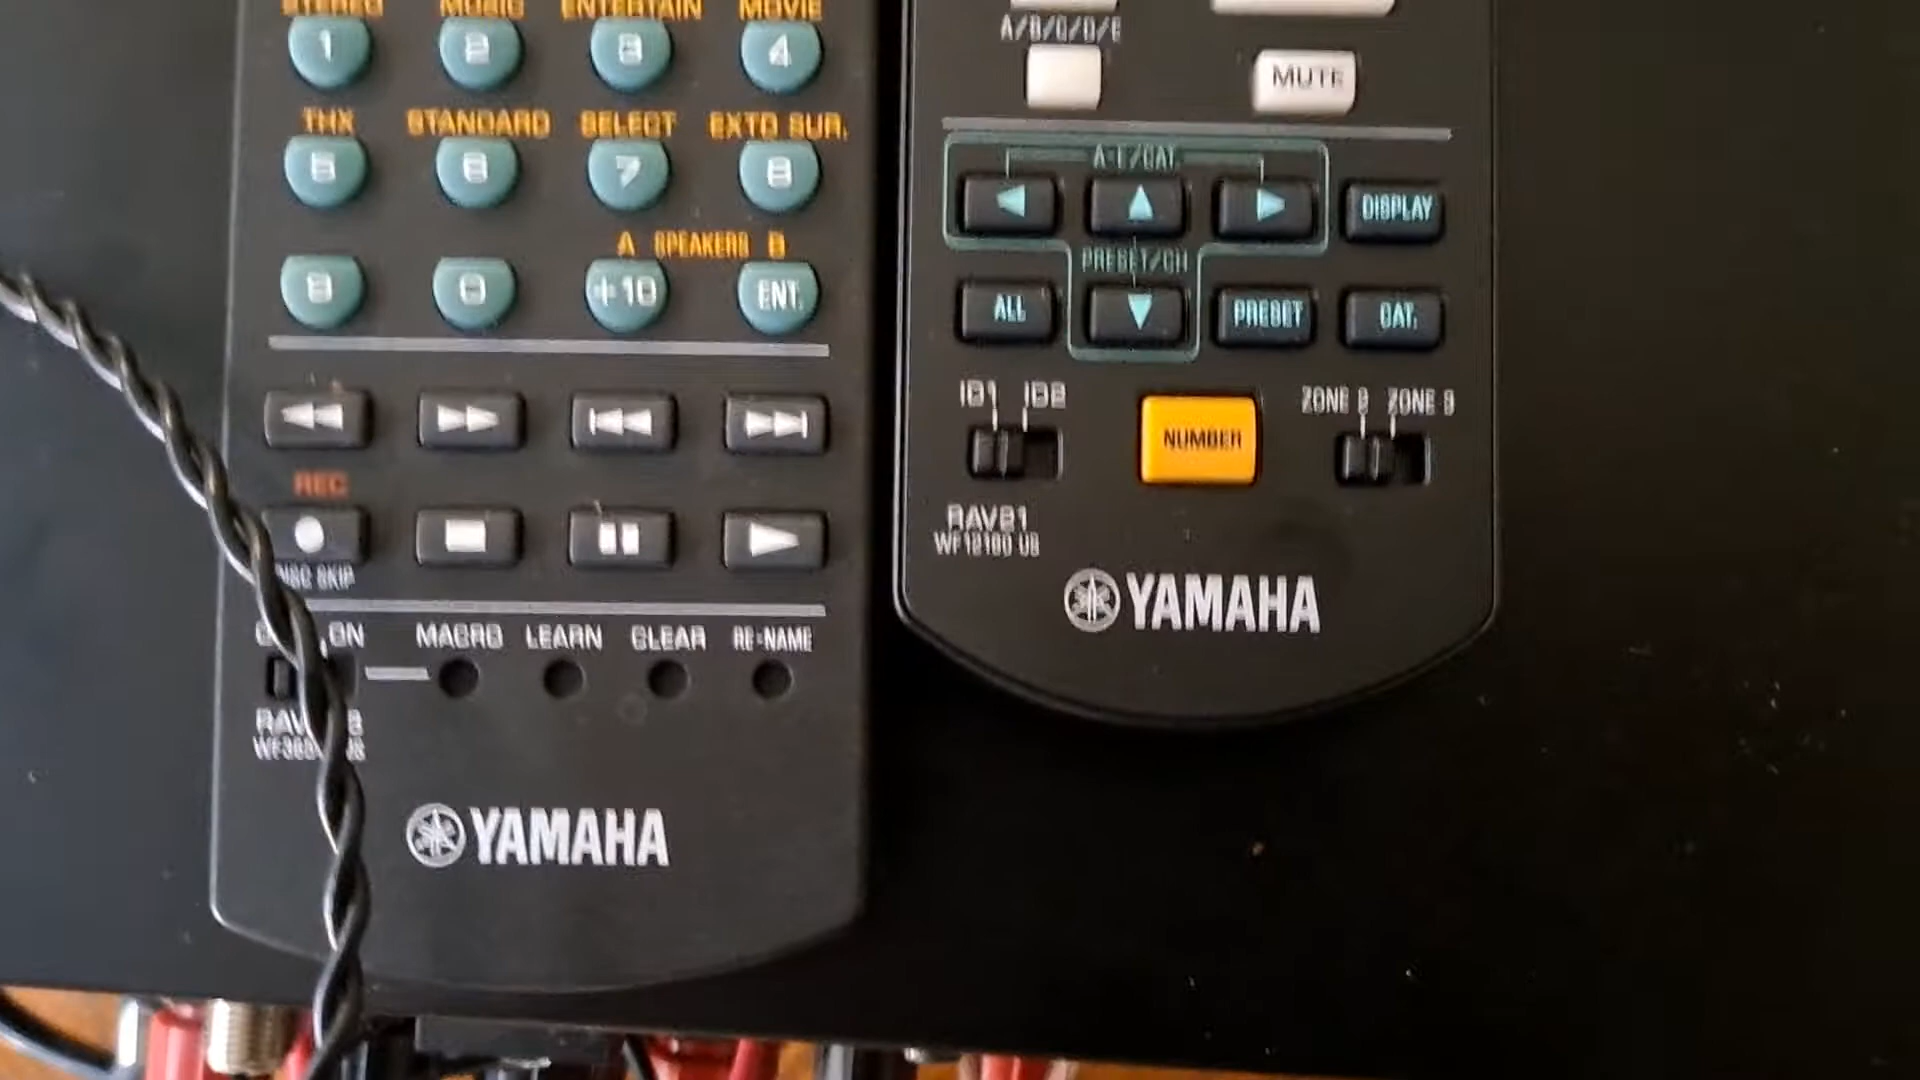 STEREO MUSIC ENTERTAIN MOVIE
1 2 3 4
THX STANDARD SELECT EXTD SUR.
5 6 7 8
A SPEAKERS B
9 0 +10 ENT.
REC
DISC SKIP
ON MACRO LEARN CLEAR RE-NAME
YAMAHA
A/B/C/D/E
MUTE
A-E/CAT.
DISPLAY
PRESET/CH
ALL PRESET CAT.
ID1 ID2
NUMBER
ZONE 2 ZONE 3
YAMAHA